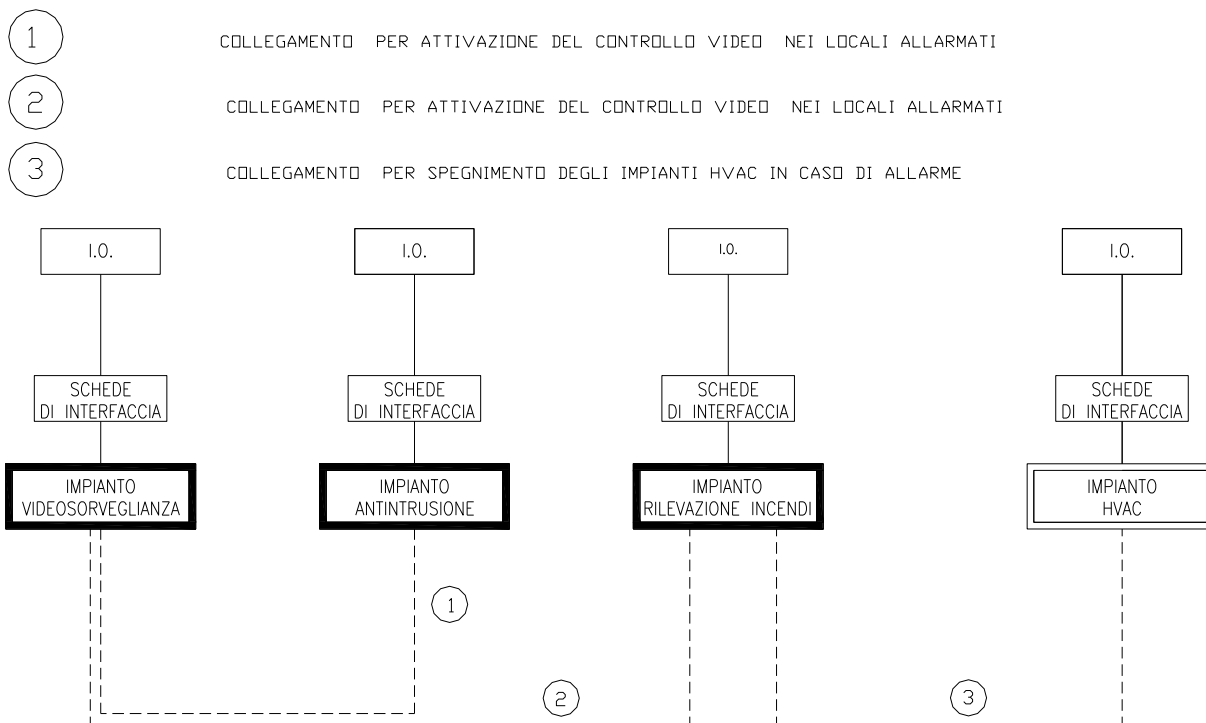 1 COLLEGAMENTO PER ATTIVAZIONE DEL CONTROLLO VIDEO NEI LOCALI ALLARMATI
2 COLLEGAMENTO PER ATTIVAZIONE DEL CONTROLLO VIDEO NEI LOCALI ALLARMATI
3 COLLEGAMENTO PER SPEGNIMENTO DEGLI IMPIANTI HVAC IN CASO DI ALLARME
I.O.
SCHEDE
DI INTERFACCIA
IMPIANTO
VIDEOSORVEGLIANZA
I.O.
SCHEDE
DI INTERFACCIA
IMPIANTO
ANTINTRUSIONE
I.O.
SCHEDE
DI INTERFACCIA
IMPIANTO
RILEVAZIONE INCENDI
I.O.
SCHEDE
DI INTERFACCIA
IMPIANTO
HVAC
1
2
3